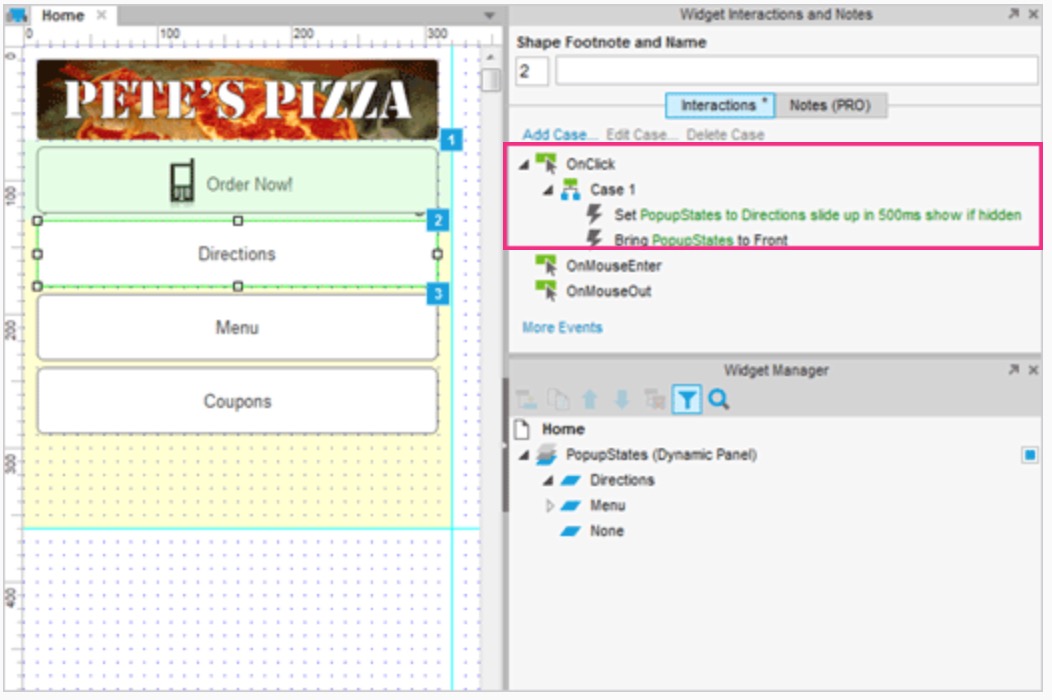 Home
0 100 200 300
0
100
200
300
400
PETE'S PIZZA
1
Order Now!
2
Directions
3
Menu
Coupons
Widget Interactions and Notes
Shape Footnote and Name
2
Interactions * Notes (PRO)
Add Case... Edit Case... Delete Case
OnClick
Case 1
Set PopupStates to Directions slide up in 500ms show if hidden
Bring PopupStates to Front
OnMouseEnter
OnMouseOut
More Events
Widget Manager
Home
PopupStates (Dynamic Panel)
Directions
Menu
None